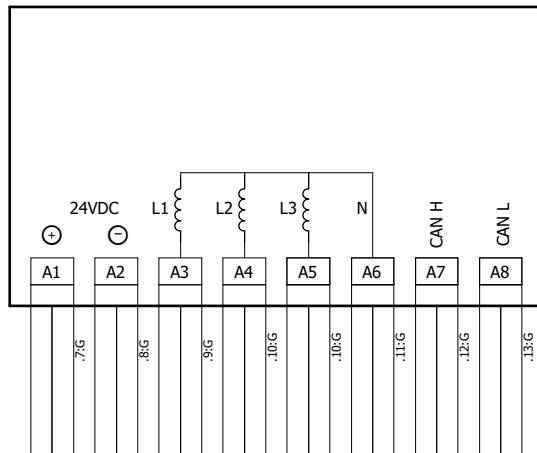 24VDC
L1
L2
L3
N
CAN H
CAN L
+
−
A1
A2
A3
A4
A5
A6
A7
A8
.7:G
.8:G
.9:G
.10:G
.10:G
.11:G
.12:G
.13:G